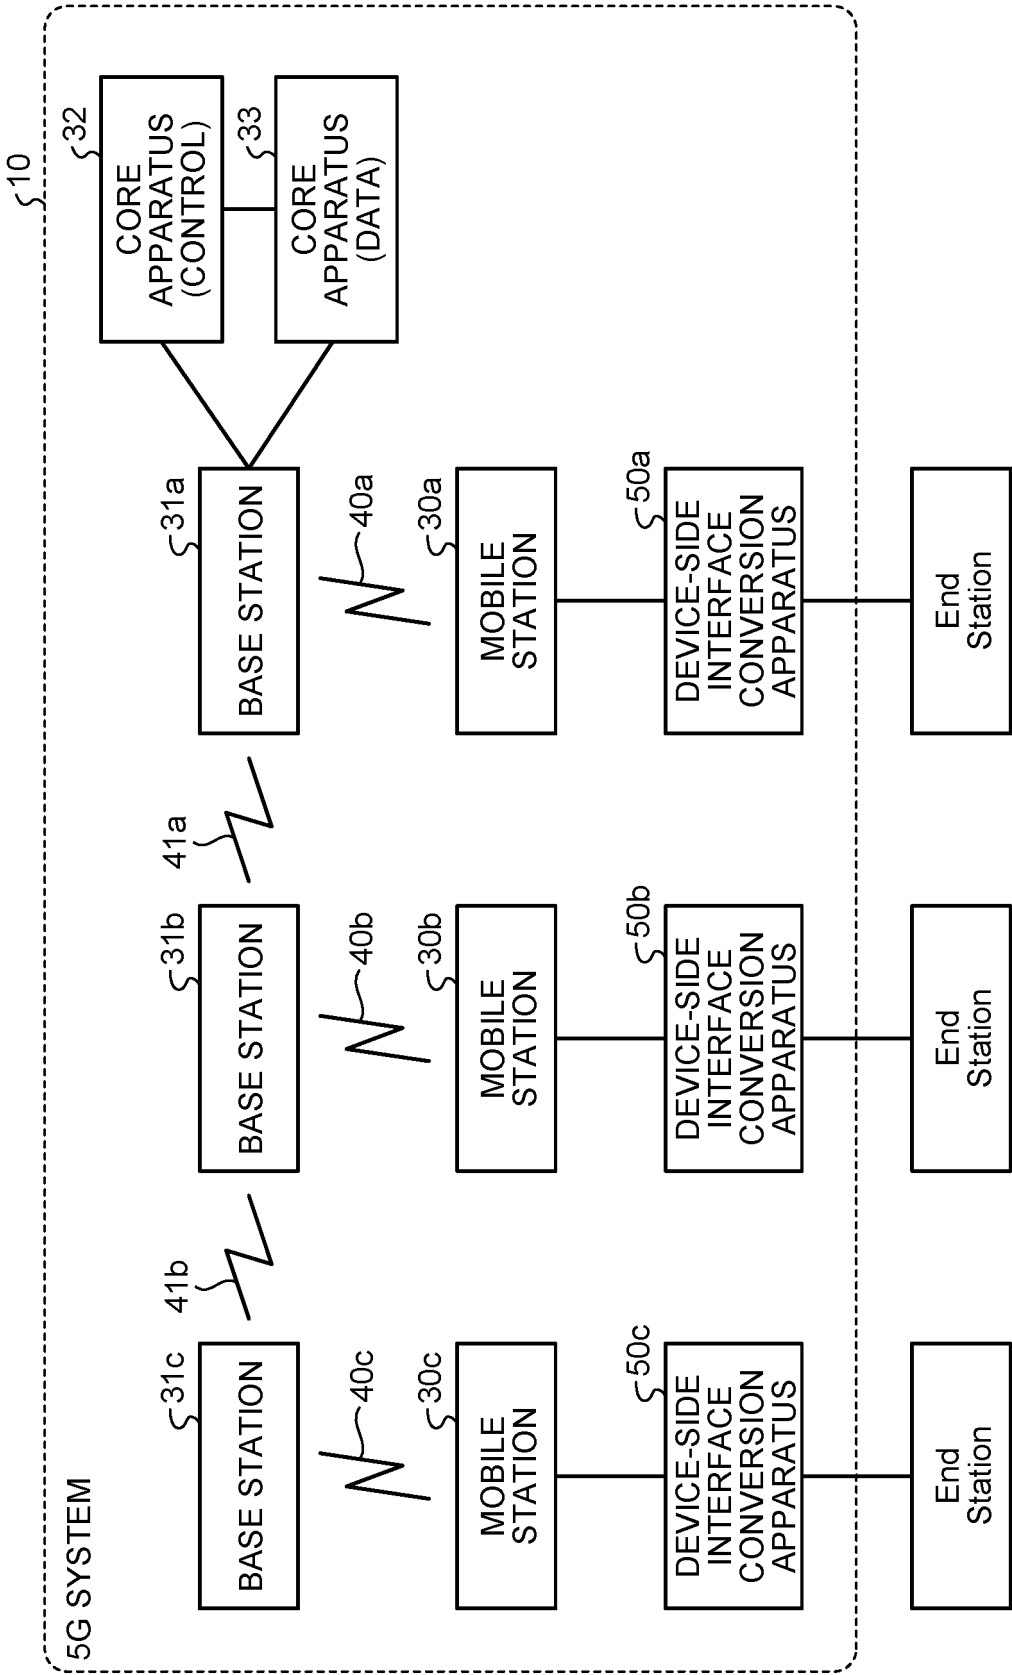 5G SYSTEM
10
31c
41b
31b
41a
31a
32
BASE STATION
BASE STATION
BASE STATION
CORE
APPARATUS
(CONTROL)
33
CORE
APPARATUS
(DATA)
40c
40b
40a
30c
30b
30a
MOBILE
STATION
MOBILE
STATION
MOBILE
STATION
50c
50b
50a
DEVICE-SIDE
INTERFACE
CONVERSION
APPARATUS
DEVICE-SIDE
INTERFACE
CONVERSION
APPARATUS
DEVICE-SIDE
INTERFACE
CONVERSION
APPARATUS
End
Station
End
Station
End
Station